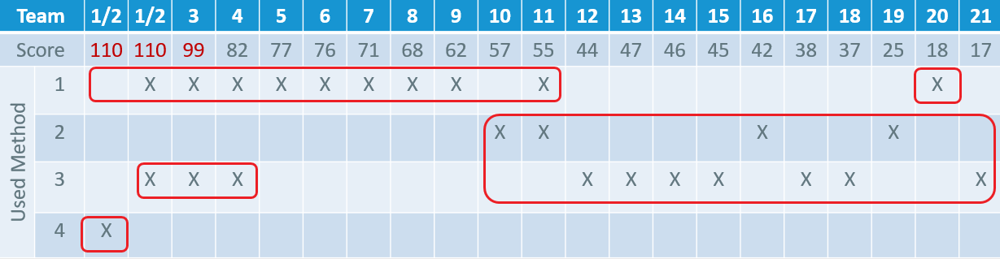 Team 1/2 1/2 3 4 5 6 7 8 9 10 11 12 13 14 15 16 17 18 19 20 21
Score 110 110 99 82 77 76 71 68 62 57 55 44 47 46 45 42 38 37 25 18 17
Used Method
1 X X X X X X X X X X
2 X X X X
3 X X X X X X X X X X
4 X